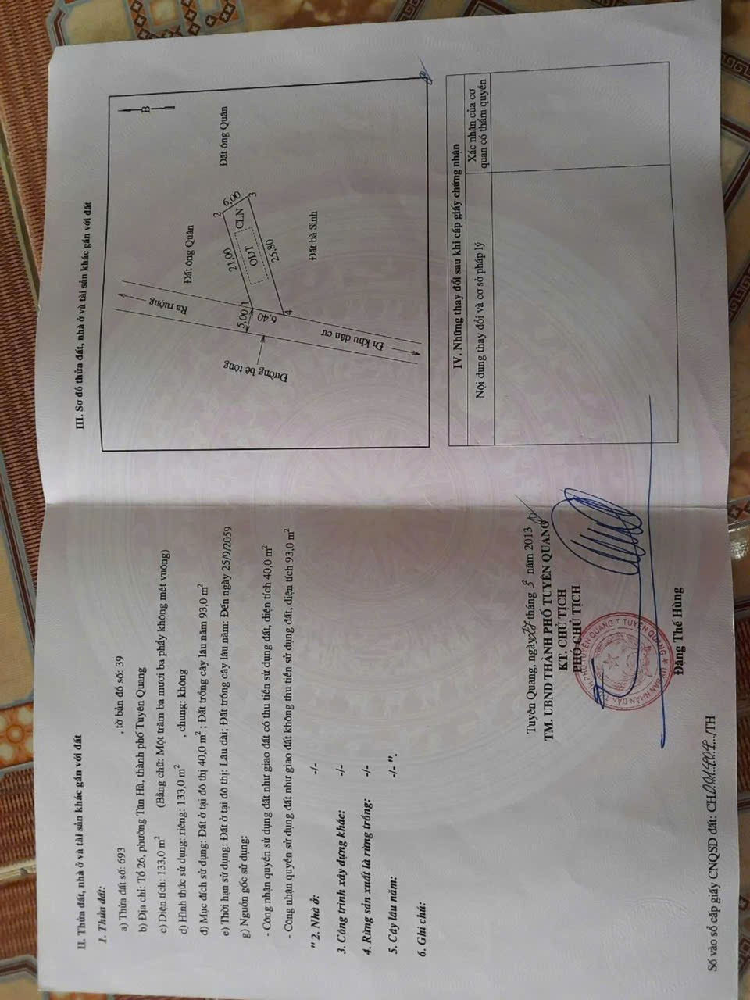 II. Thửa đất, nhà ở và tài sản khác gắn với đất
1. Thửa đất:
a) Thửa đất số: 693 , tờ bản đồ số: 39
b) Địa chỉ: Tổ 26, phường Tân Hà, thành phố Tuyên Quang
c) Diện tích: 133,0 m² (Bằng chữ: Một trăm ba mươi ba phẩy không mét vuông)
d) Hình thức sử dụng: riêng: 133,0 m² , chung: không
đ) Mục đích sử dụng: Đất ở tại đô thị 40,0 m² ; Đất trồng cây lâu năm 93,0 m²
e) Thời hạn sử dụng: Đất ở tại đô thị: Lâu dài; Đất trồng cây lâu năm: Đến ngày 25/9/2059
g) Nguồn gốc sử dụng:
- Công nhận quyền sử dụng đất như giao đất có thu tiền sử dụng đất, diện tích 40,0 m²
- Công nhận quyền sử dụng đất như giao đất không thu tiền sử dụng đất, diện tích 93,0 m²
" 2. Nhà ở: -/-
3. Công trình xây dựng khác: -/-
4. Rừng sản xuất là rừng trồng: -/-
5. Cây lâu năm: -/- ".
6. Ghi chú:
Tuyên Quang, ngày 27 tháng 5 năm 2013
TM. UBND THÀNH PHỐ TUYÊN QUANG
KT. CHỦ TỊCH
PHÓ CHỦ TỊCH
Đặng Thế Hùng
Số vào sổ cấp giấy CNQSD đất: CH001404/TH
III. Sơ đồ thửa đất, nhà ở và tài sản khác gắn với đất
B
Ra ruộng
Đất ông Quân
Đất ông Quân
1
2
3
4
21,00
6,00
25,80
6,40
5,00
ODT
CLN
Đất bà Sinh
Đường bê tông
Đi khu dân cư
IV. Những thay đổi sau khi cấp giấy chứng nhận
Nội dung thay đổi và cơ sở pháp lý
Xác nhận của cơ
quan có thẩm quyền